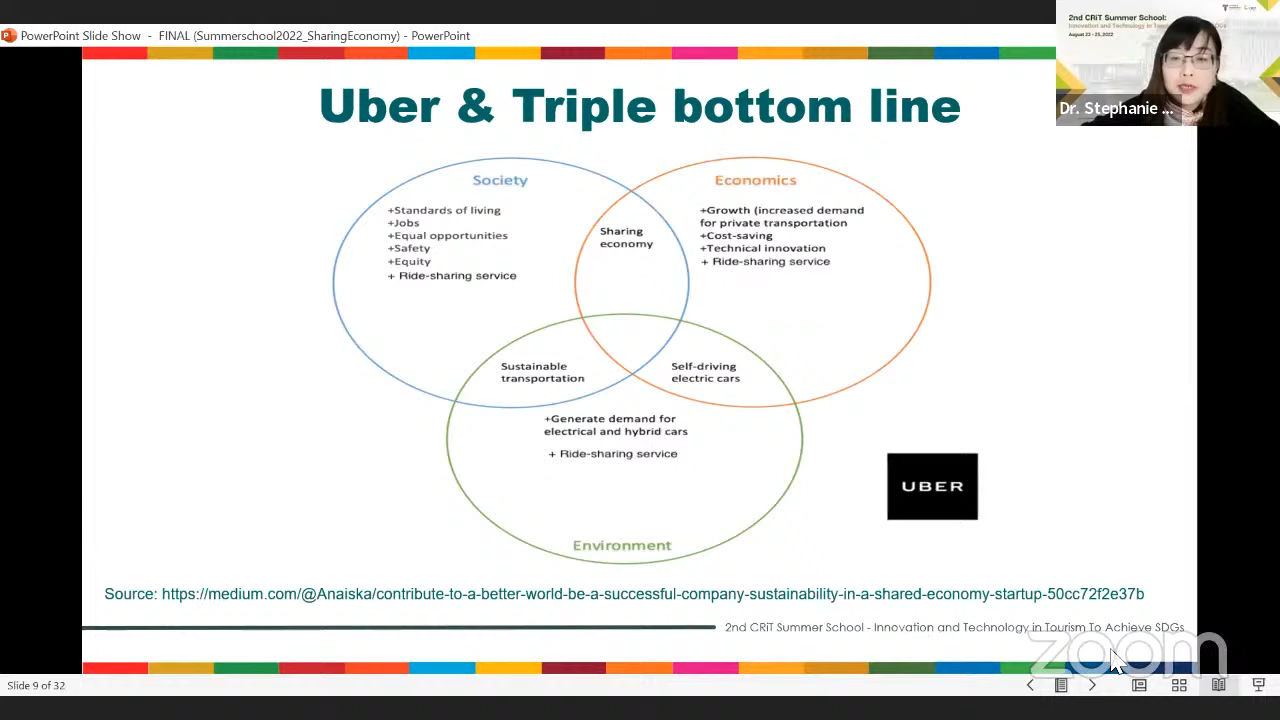 PowerPoint Slide Show - FINAL (Summerschool2022_SharingEconomy) - PowerPoint
2nd CRiT Summer School:
Innovation and Technology in
August 23 - 25, 2022
Dr. Stephanie ...
Uber & Triple bottom line
Society
+Standards of living
+Jobs
+Equal opportunities
+Safety
+Equity
+ Ride-sharing service
Sharing
economy
Economics
+Growth (increased demand
for private transportation
+Cost-saving
+Technical innovation
+ Ride-sharing service
Sustainable
transportation
Self-driving
electric cars
+Generate demand for
electrical and hybrid cars
+ Ride-sharing service
Environment
UBER
Source: https://medium.com/@Anaiska/contribute-to-a-better-world-be-a-successful-company-sustainability-in-a-shared-economy-startup-50cc72f2e37b
2nd CRiT Summer School - Innovation and Technology in Tourism To Achieve SDGs
zoom
Slide 9 of 32